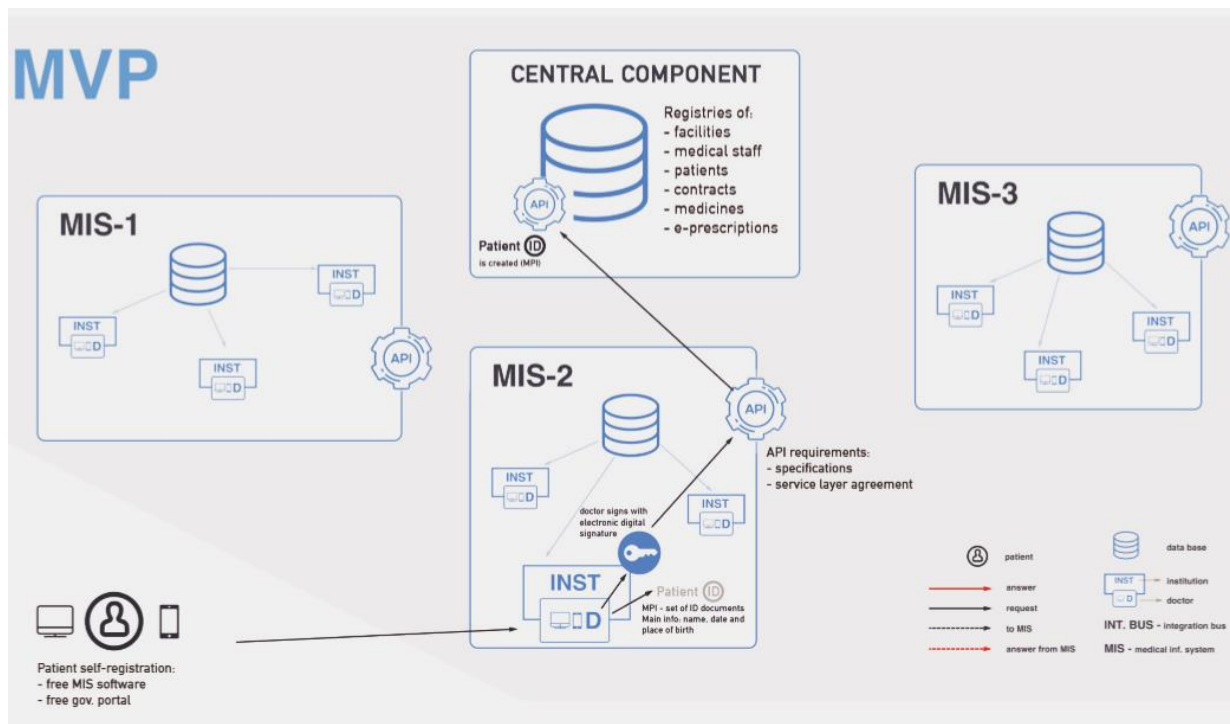 MVP
CENTRAL COMPONENT
Registries of:
- facilities
- medical staff
- patients
- contracts
- medicines
- e-prescriptions
API
Patient ID
is created (MPI)
MIS-1
INST
D
INST
D
INST
D
API
MIS-3
API
INST
D
INST
D
INST
D
MIS-2
API
API requirements:
- specifications
- service layer agreement
INST
D
INST
D
doctor signs with
electronic digital
signature
INST
D
Patient ID
MPI - set of ID documents
Main info: name, date and
place of birth
Patient self-registration:
- free MIS software
- free gov. portal
patient
answer
request
to MIS
answer from MIS
data base
INST
institution
D
doctor
INT. BUS - integration bus
MIS - medical inf. system